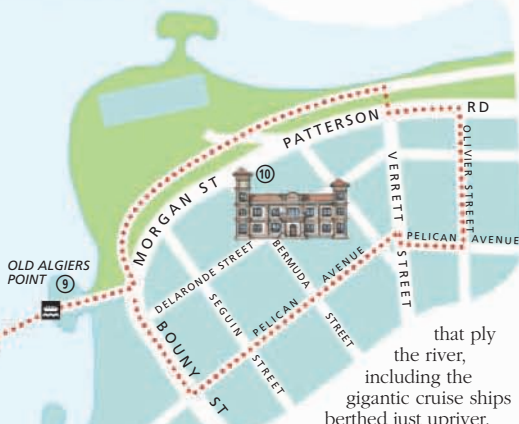 PATTERSON RD
MORGAN ST
10
VERRETT STREET
OLIVIER STREET
PELICAN AVENUE
OLD ALGIERS
POINT
9
DELARONDE STREET
BERMUDA STREET
SEGUIN STREET
PELICAN AVENUE
BOUNY ST
that ply
the river,
including the
gigantic cruise ships
berthed just upriver.